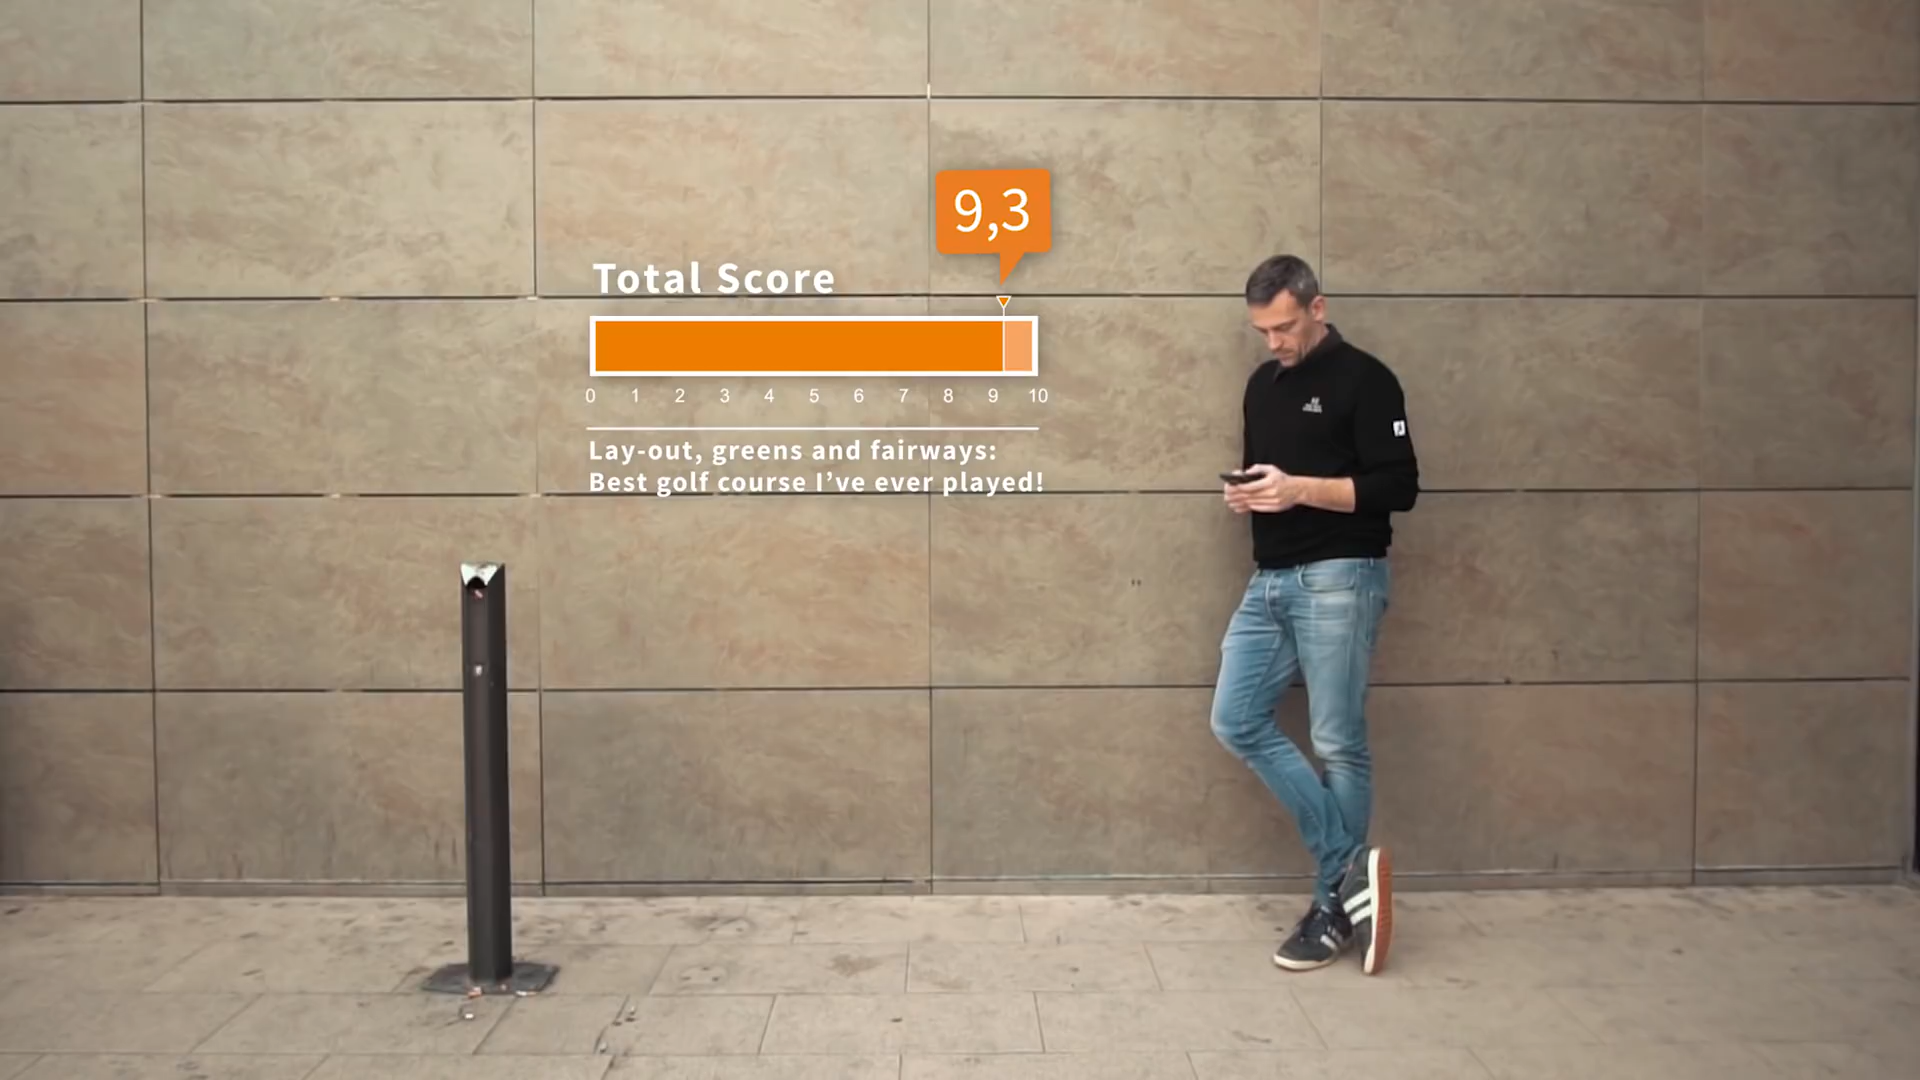 9,3
Total Score
0 1 2 3 4 5 6 7 8 9 10
Lay-out, greens and fairways:
Best golf course I’ve ever played!